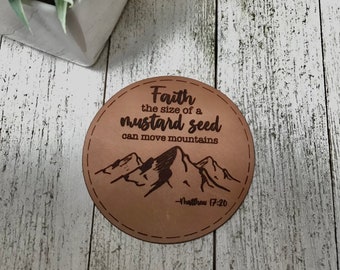 Faith
the size of a
mustard seed
can move mountains
-Matthew 17:20